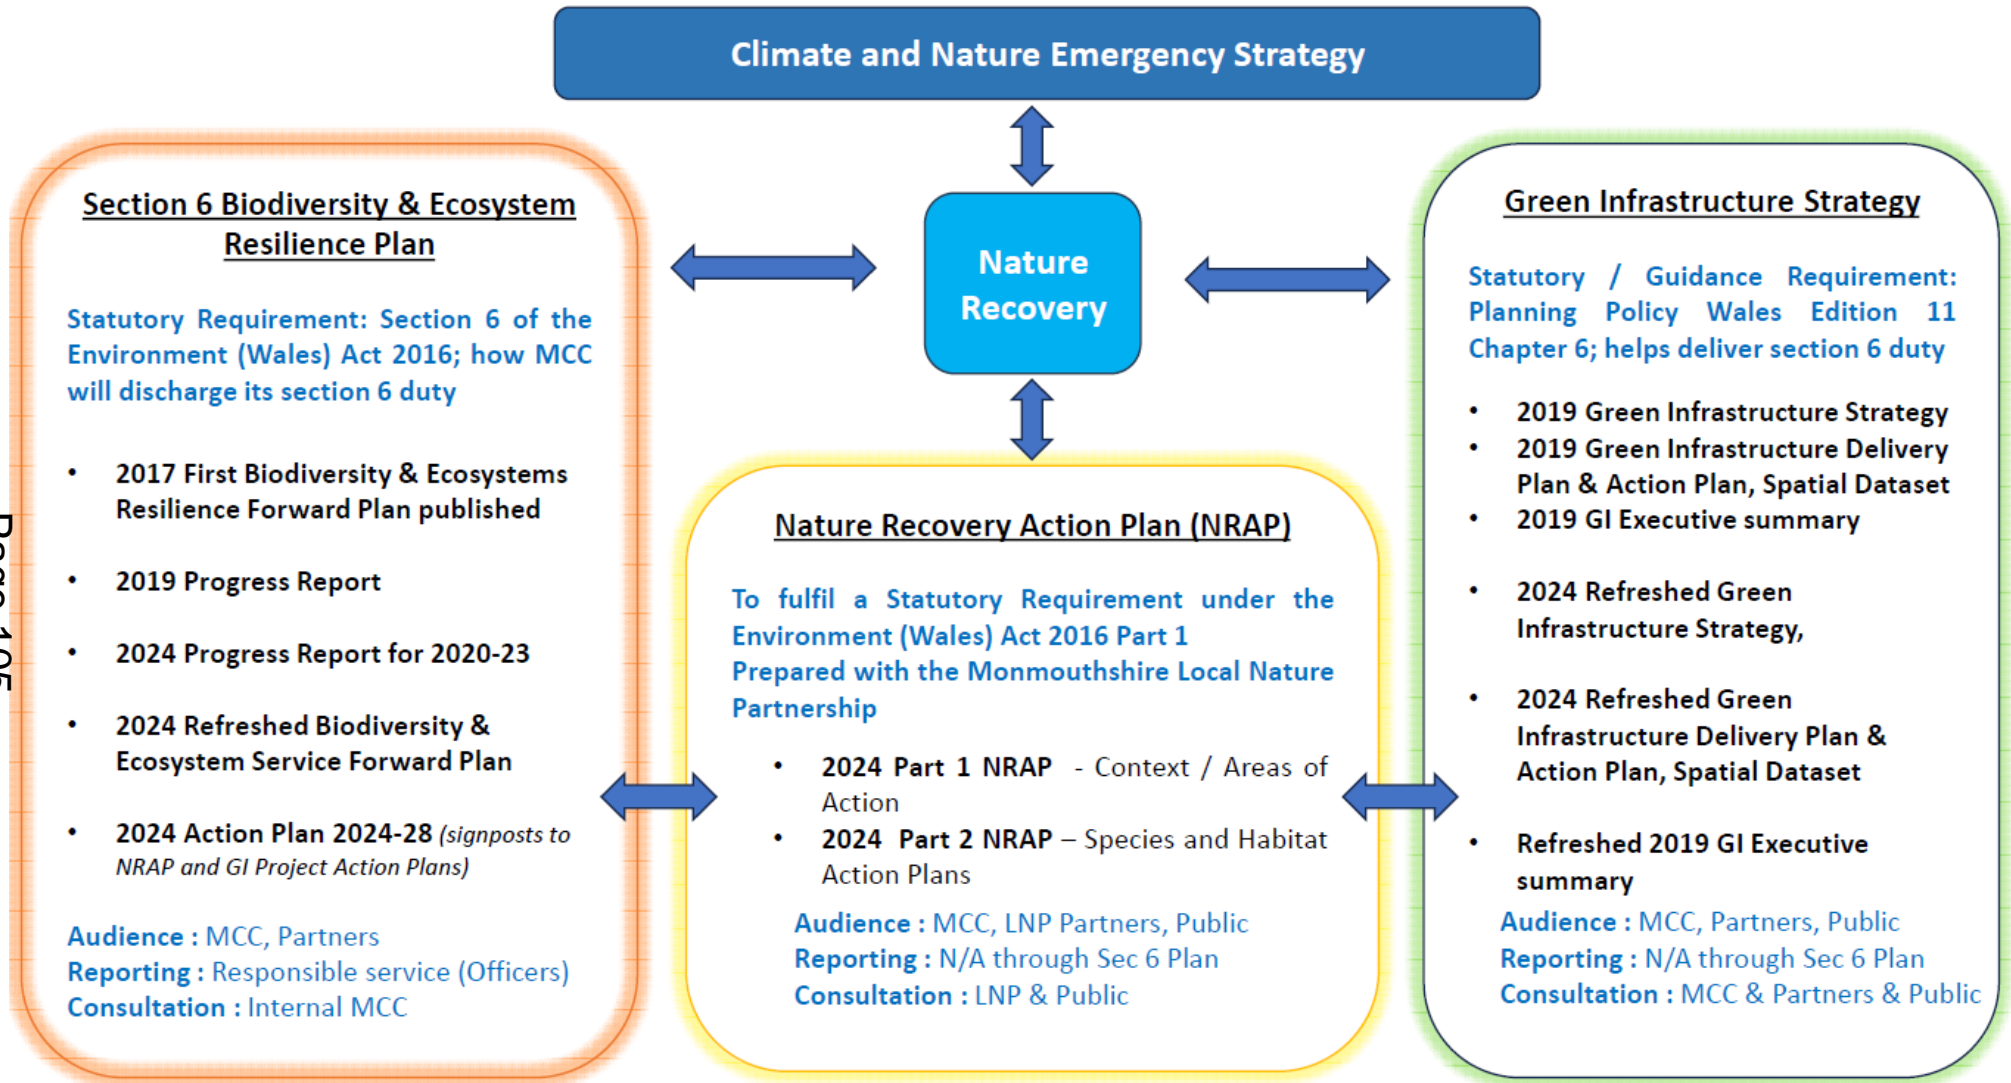 Climate and Nature Emergency Strategy
Section 6 Biodiversity & Ecosystem
Resilience Plan
Statutory Requirement: Section 6 of the
Environment (Wales) Act 2016; how MCC
will discharge its section 6 duty
• 2017 First Biodiversity & Ecosystems
Resilience Forward Plan published
• 2019 Progress Report
• 2024 Progress Report for 2020-23
• 2024 Refreshed Biodiversity &
Ecosystem Service Forward Plan
• 2024 Action Plan 2024-28 (signposts to
NRAP and GI Project Action Plans)
Audience : MCC, Partners
Reporting : Responsible service (Officers)
Consultation : Internal MCC
Nature
Recovery
Nature Recovery Action Plan (NRAP)
To fulfil a Statutory Requirement under the
Environment (Wales) Act 2016 Part 1
Prepared with the Monmouthshire Local Nature
Partnership
• 2024 Part 1 NRAP - Context / Areas of
Action
• 2024 Part 2 NRAP – Species and Habitat
Action Plans
Audience : MCC, LNP Partners, Public
Reporting : N/A through Sec 6 Plan
Consultation : LNP & Public
Green Infrastructure Strategy
Statutory / Guidance Requirement:
Planning Policy Wales Edition 11
Chapter 6; helps deliver section 6 duty
• 2019 Green Infrastructure Strategy
• 2019 Green Infrastructure Delivery
Plan & Action Plan, Spatial Dataset
• 2019 GI Executive summary
• 2024 Refreshed Green
Infrastructure Strategy,
• 2024 Refreshed Green
Infrastructure Delivery Plan &
Action Plan, Spatial Dataset
• Refreshed 2019 GI Executive
summary
Audience : MCC, Partners, Public
Reporting : N/A through Sec 6 Plan
Consultation : MCC & Partners & Public
Page 105